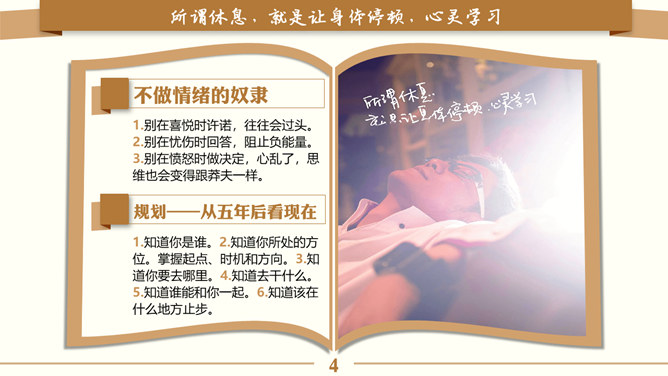 所谓休息，就是让身体停顿，心灵学习
不做情绪的奴隶
1.别在喜悦时许诺，往往会过头。
2.别在忧伤时回答，阻止负能量。
3.别在愤怒时做决定，心乱了，思
维也会变得跟莽夫一样。
规划——从五年后看现在
1.知道你是谁。2.知道你所处的方
位。掌握起点、时机和方向。3.知
道你要去哪里。4.知道去干什么。
5.知道谁能和你一起。6.知道该在
什么地方止步。
所谓休息
就是让身体停顿、心灵学习
4